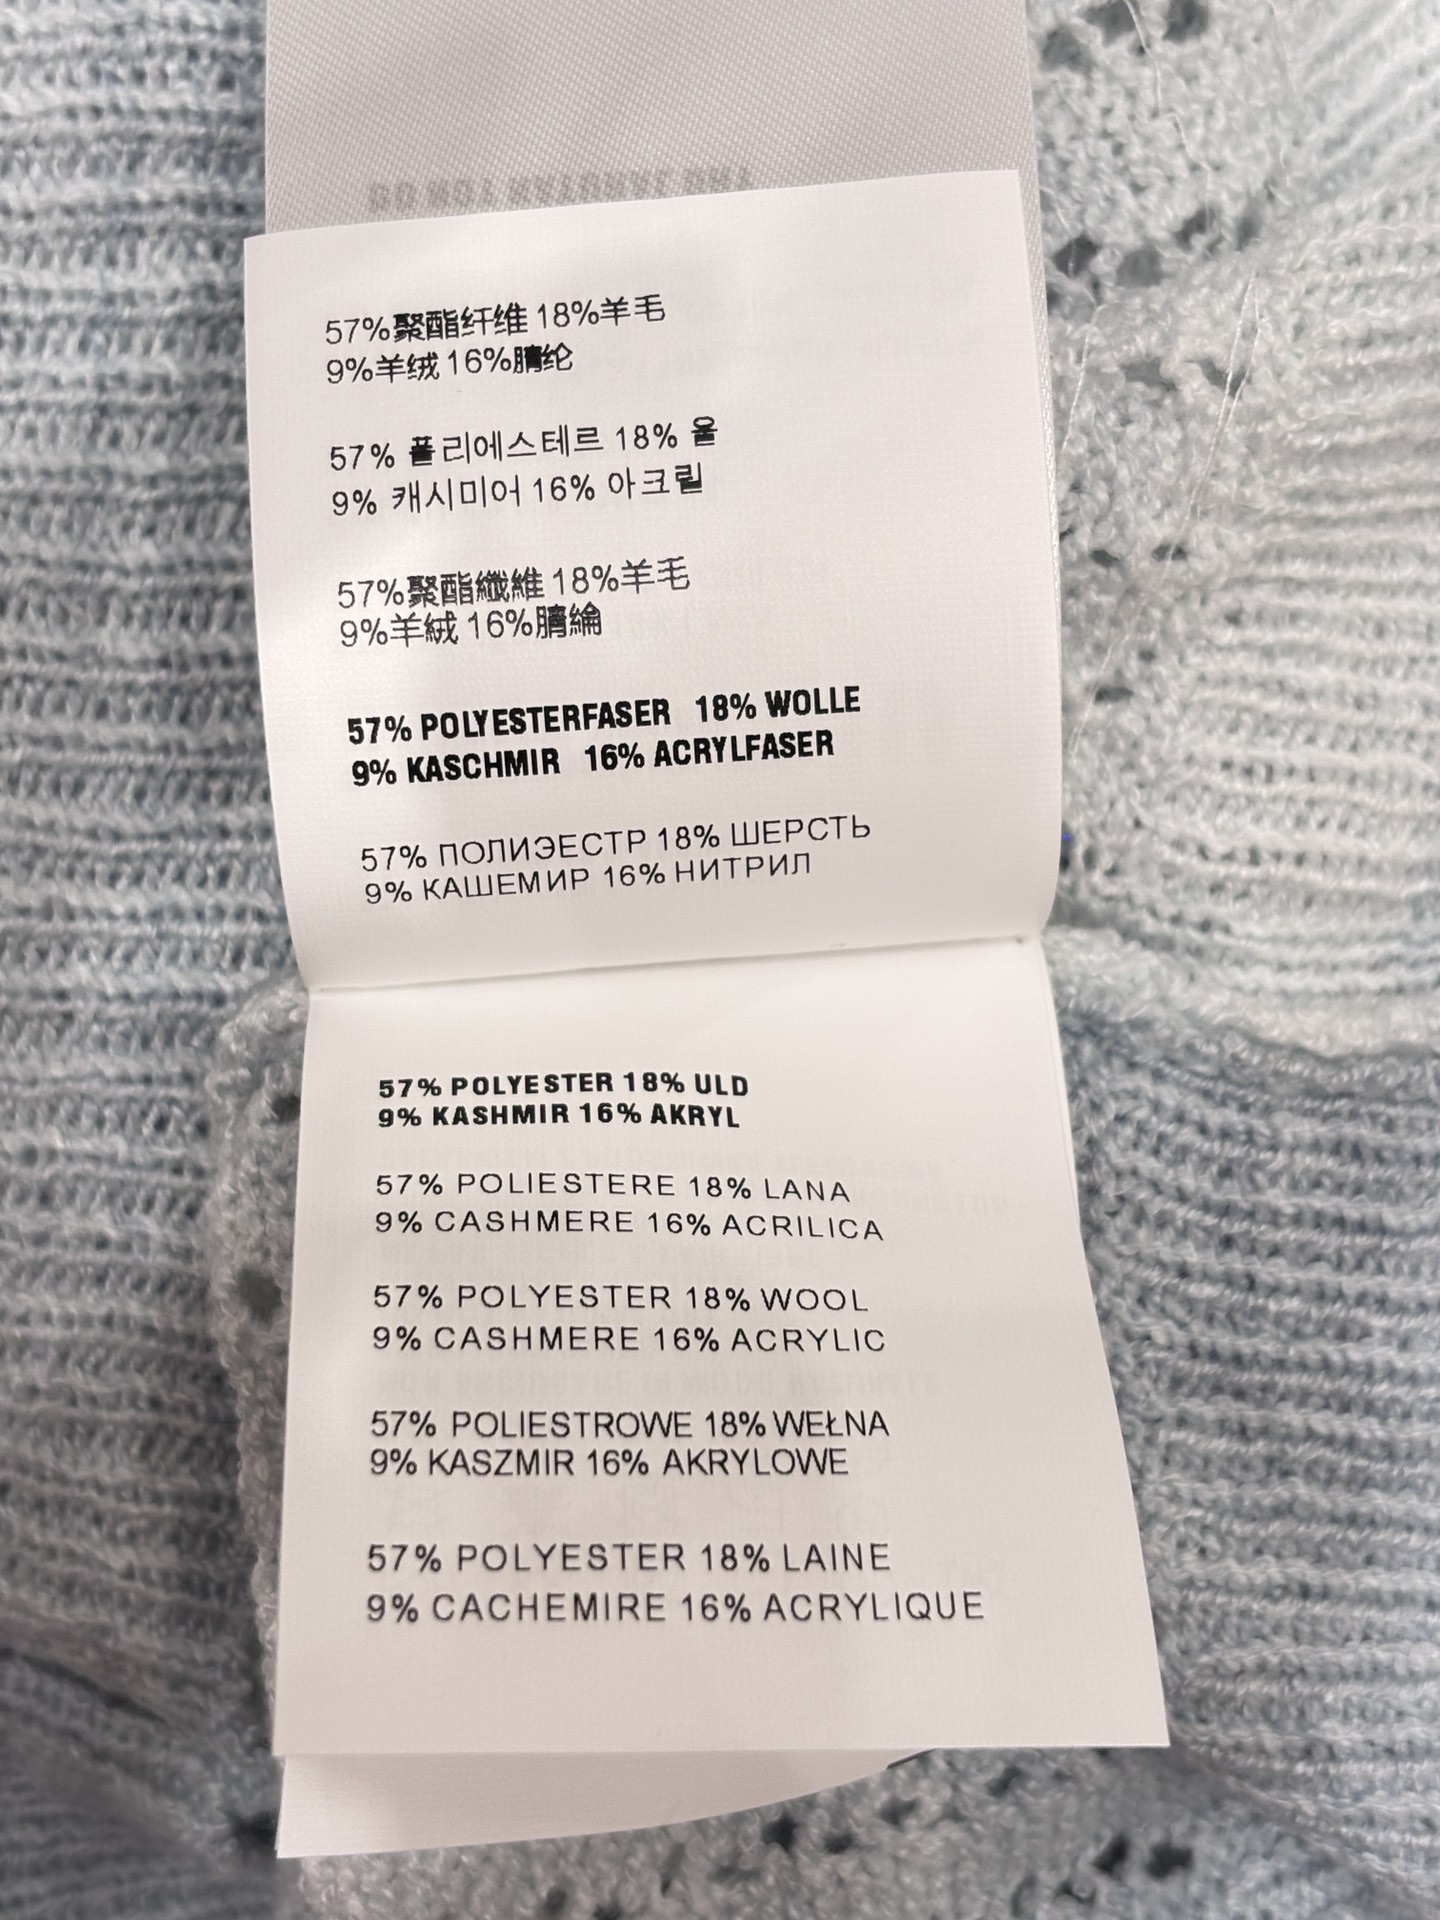 57%聚酯纤维 18%羊毛
9%羊绒 16%腈纶
57% 폴리에스테르 18% 울
9% 캐시미어 16% 아크릴
57%聚酯纖維 18%羊毛
9%羊絨 16%腈綸
57% POLYESTERFASER 18% WOLLE
9% KASCHMIR 16% ACRYLFASER
57% ПОЛИЭЕСТР 18% ШЕРСТЬ
9% КАШЕМИР 16% НИТРИЛ
57% POLYESTER 18% ULD
9% KASHMIR 16% AKRYL
57% POLIESTERE 18% LANA
9% CASHMERE 16% ACRILICA
57% POLYESTER 18% WOOL
9% CASHMERE 16% ACRYLIC
57% POLIESTROWE 18% WEŁNA
9% KASZMIR 16% AKRYLOWE
57% POLYESTER 18% LAINE
9% CACHEMIRE 16% ACRYLIQUE